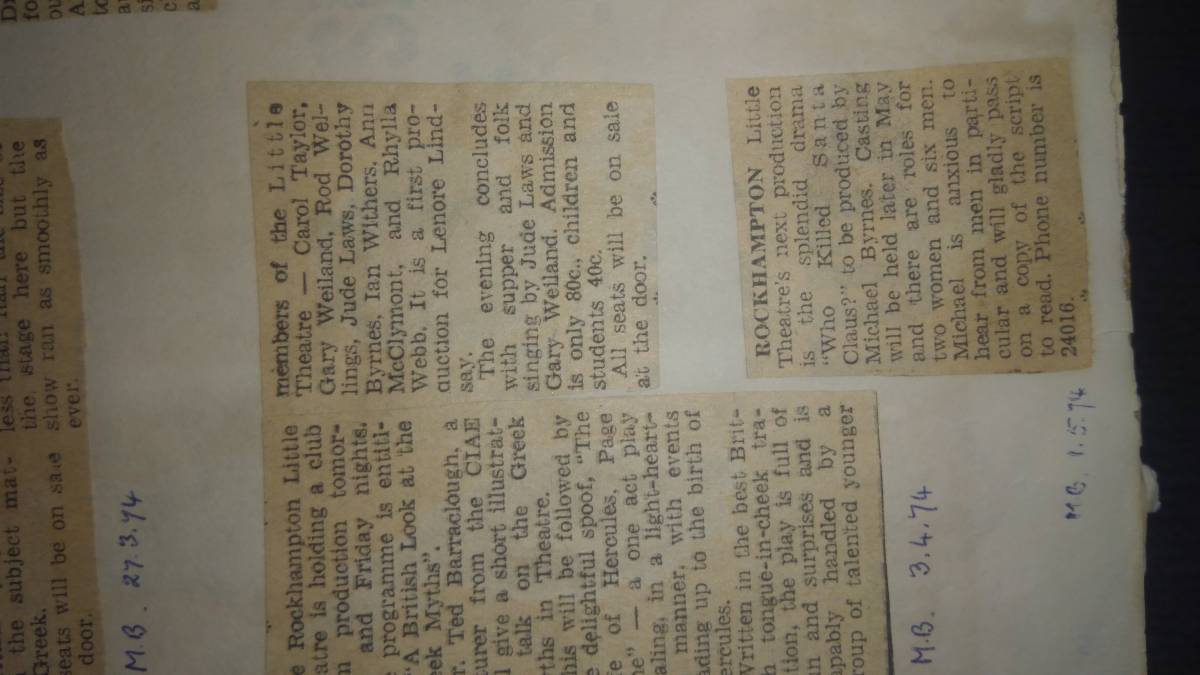 the subject mat-
Greek.
seats will be on sale
door.
less than half
the stage here but the
show ran as smoothly as
ever.
M.B. 27.3.74
Rockhampton Little
atre is holding a club
production tomor-
and Friday nights.
programme is entitl-
"A British Look at the
eek Myths".
r. Ted Barraclough, a
turer from the CIAE
l give a short illustrat-
talk on the Greek
ths in Theatre.
his will be followed by
e delightful spoof, "The
fe of Hercules, Page
ne" — a one act play
aling, in a light-heart-
manner, with events
ading up to the birth of
ercules.
Written in the best Brit-
h tongue-in-cheek tra-
tion, the play is full of
n and surprises and is
apably handled by a
roup of talented younger
members of the Little
Theatre — Carol Taylor,
Gary Weiland, Rod Wel-
lings, Jude Laws, Dorothy
Byrnes, Ian Withers, Ann
McClymont, and Rhylla
Webb. It is a first pro-
duction for Lenore Lind-
say.
The evening concludes
with supper and folk
singing by Jude Laws and
Gary Weiland. Admission
is only 80c., children and
students 40c.
All seats will be on sale
at the door.
M.B. 3.4.74
ROCKHAMPTON Little
Theatre's next production
is the splendid drama
"Who Killed Santa
Claus?" to be produced by
Michael Byrnes. Casting
will be held later in May
and there are roles for
two women and six men.
Michael is anxious to
hear from men in parti-
cular and will gladly pass
on a copy of the script
to read. Phone number is
24016.
M.B. 1.5.74